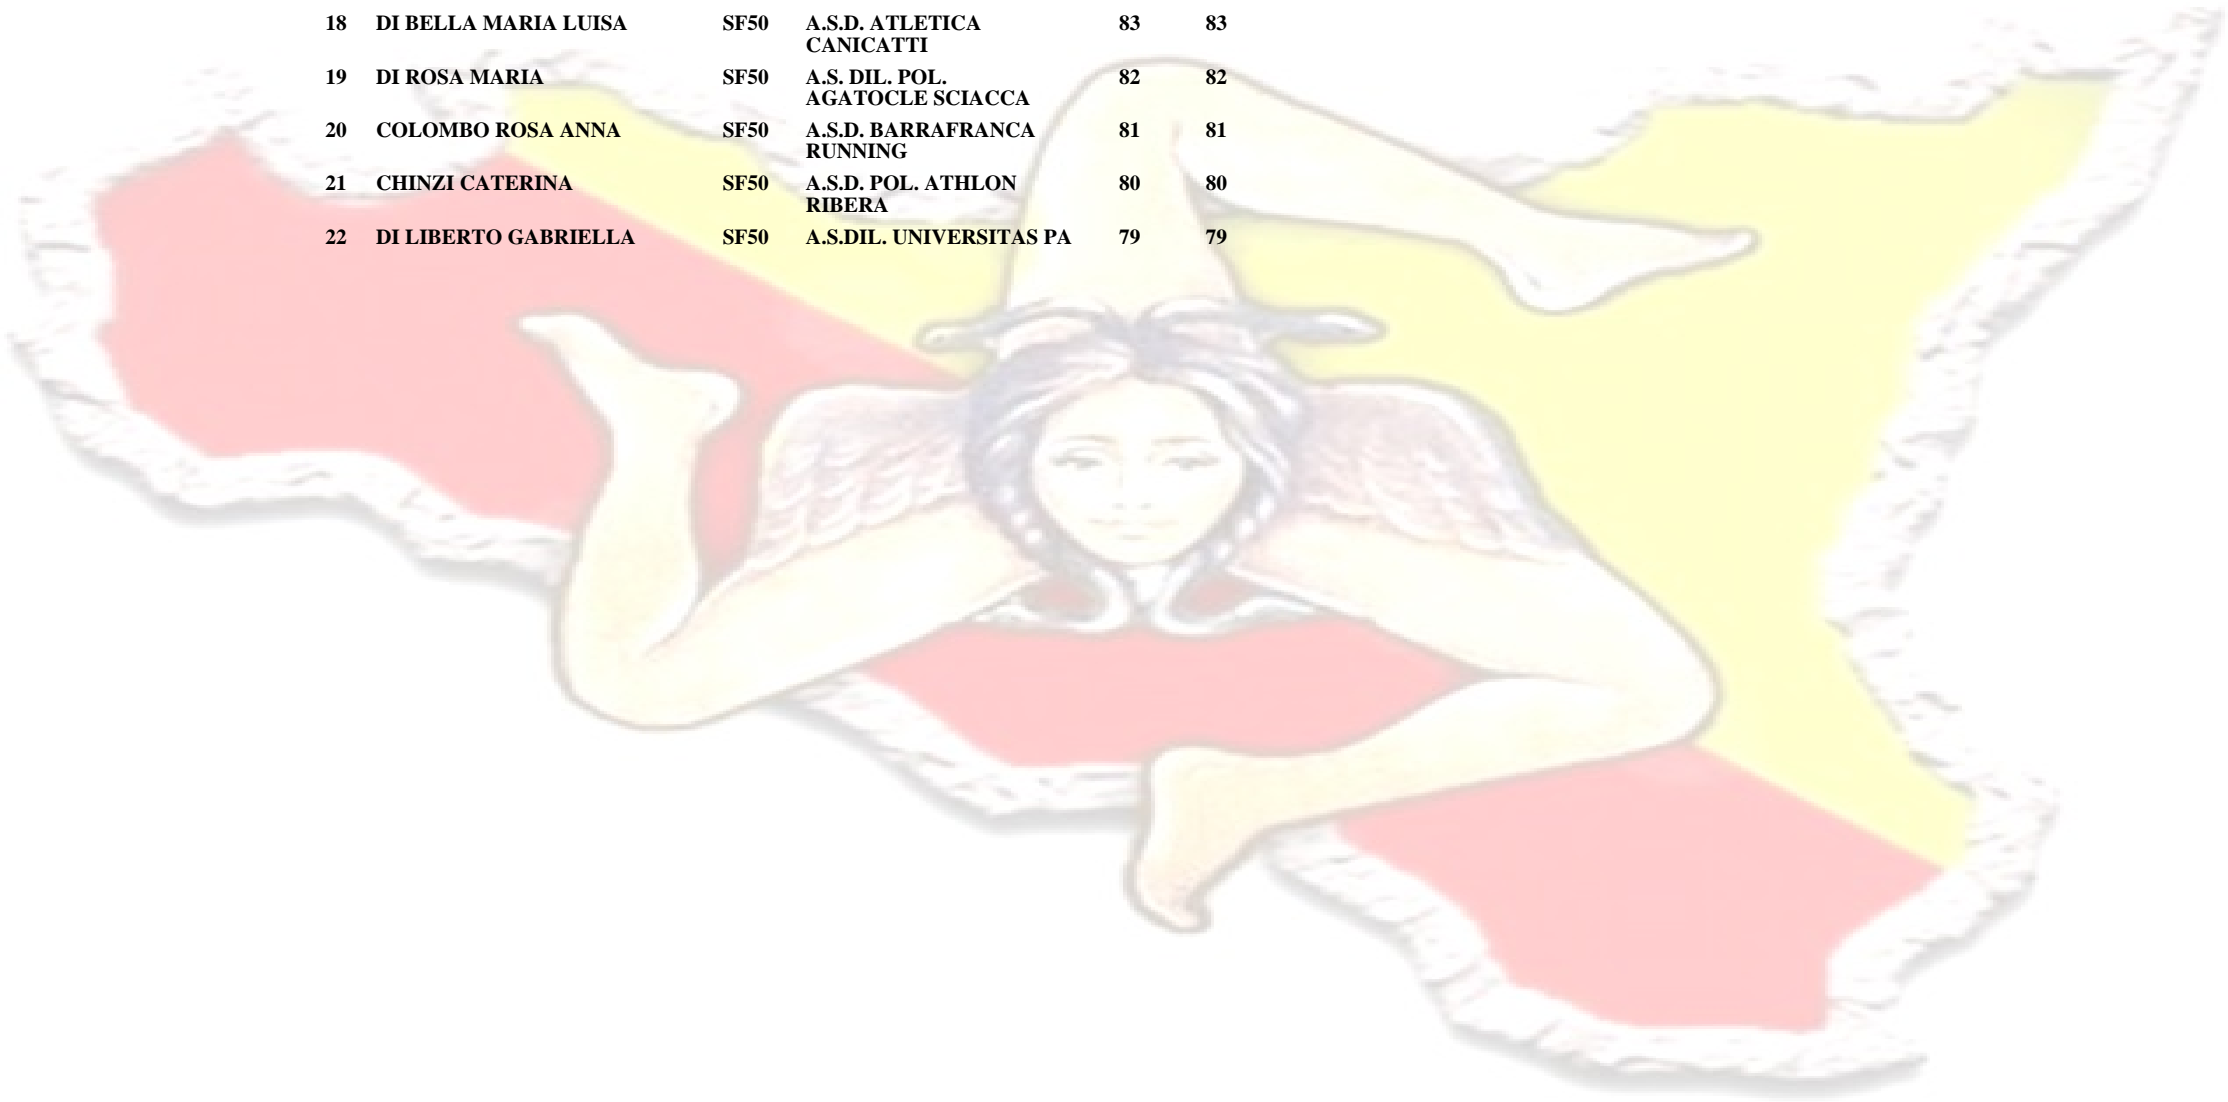 18 DI BELLA MARIA LUISA SF50 A.S.D. ATLETICA 83 83
CANICATTI
19 DI ROSA MARIA SF50 A.S. DIL. POL. 82 82
AGATOCLE SCIACCA
20 COLOMBO ROSA ANNA SF50 A.S.D. BARRAFRANCA 81 81
RUNNING
21 CHINZI CATERINA SF50 A.S.D. POL. ATHLON 80 80
RIBERA
22 DI LIBERTO GABRIELLA SF50 A.S.DIL. UNIVERSITAS PA 79 79